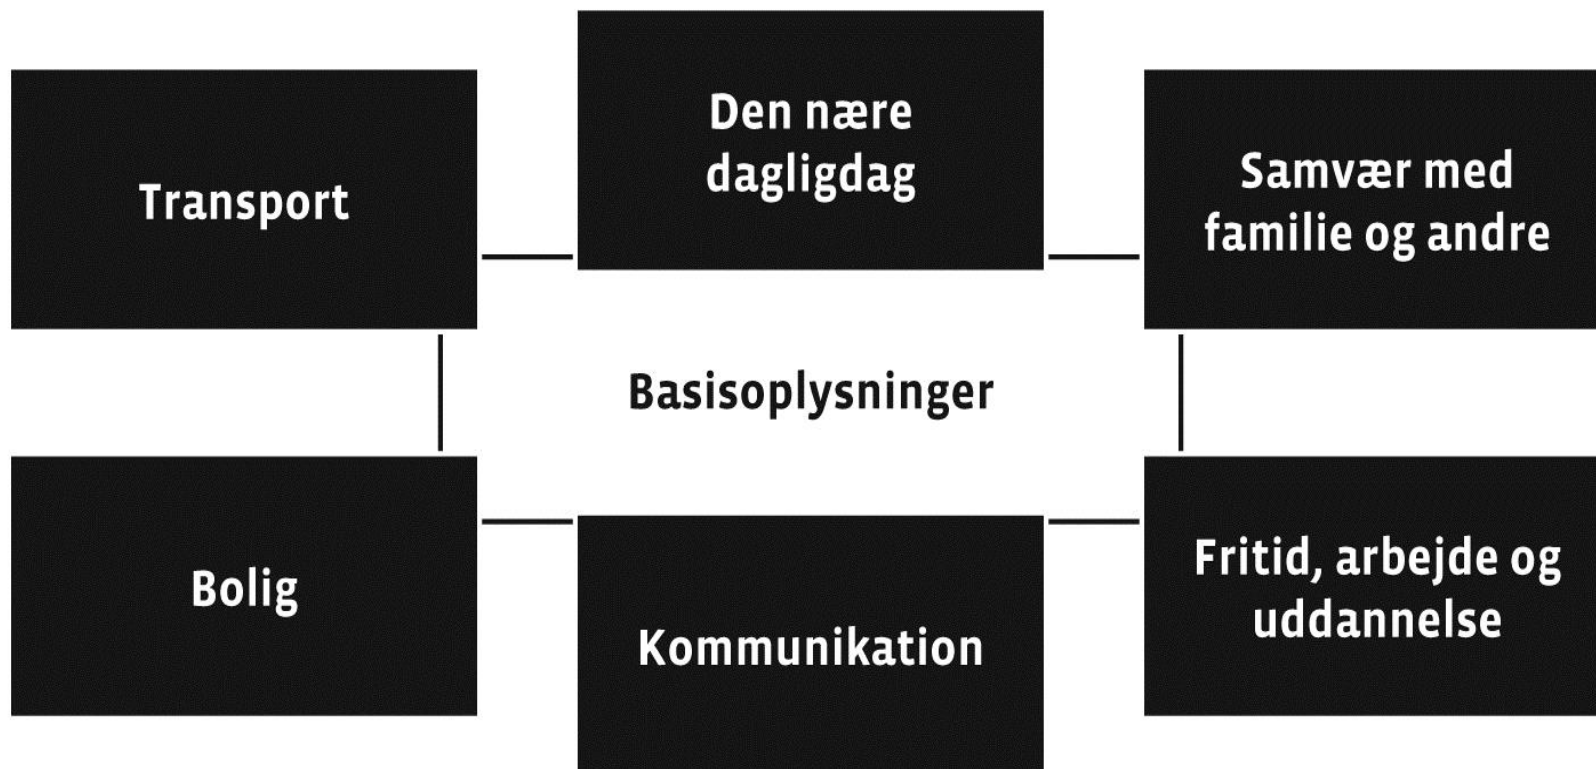 Den nære
dagligdag
Transport
Samvær med
familie og andre
Basisoplysninger
Bolig
Kommunikation
Fritid, arbejde og
uddannelse